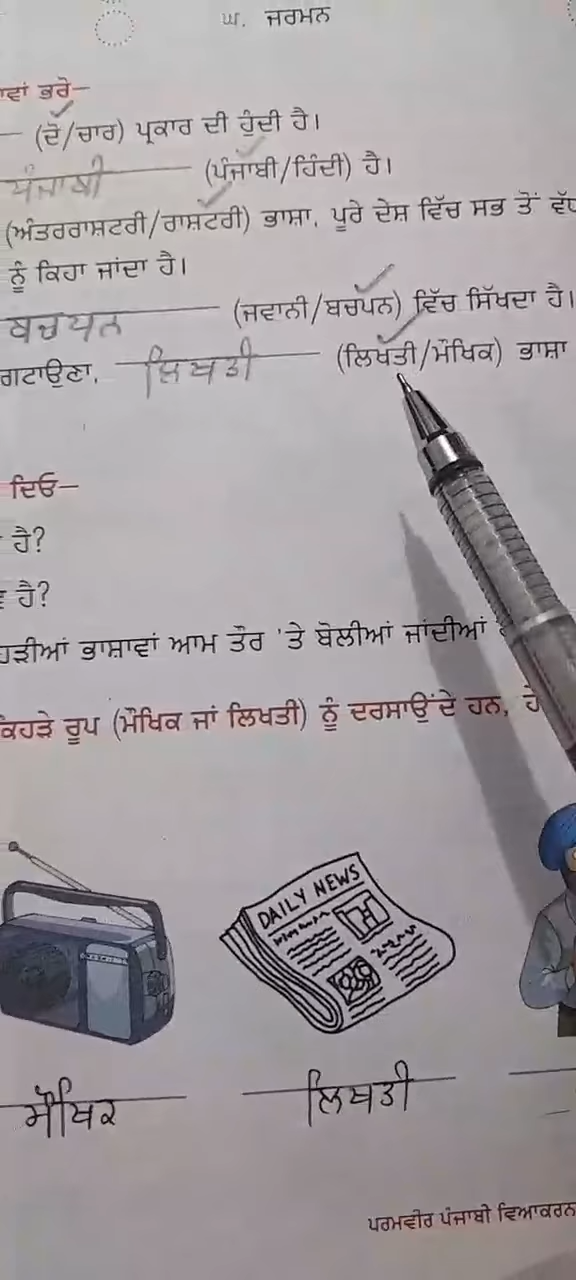 ਘ. ਜਰਮਨ
ਭਰੋ—
(ਦੋ/ਚਾਰ) ਪ੍ਰਕਾਰ ਦੀ ਹੁੰਦੀ ਹੈ।
ਪੰਜਾਬੀ (ਪੰਜਾਬੀ/ਹਿੰਦੀ) ਹੈ।
(ਅੰਤਰਰਾਸ਼ਟਰੀ/ਰਾਸ਼ਟਰੀ) ਭਾਸ਼ਾ, ਪੂਰੇ ਦੇਸ਼ ਵਿੱਚ ਸਭ ਤੋਂ
ਨੂੰ ਕਿਹਾ ਜਾਂਦਾ ਹੈ।
ਬਚਪਨ (ਜਵਾਨੀ/ਬਚਪਨ) ਵਿੱਚ ਸਿੱਖਦਾ ਹੈ।
ਗਟਾਉਣਾ, ਲਿਖਤੀ (ਲਿਖਤੀ/ਮੌਖਿਕ) ਭਾਸ਼ਾ
ਦਿਓ—
ਹੈ?
ਹੈ?
ਹੜੀਆਂ ਭਾਸ਼ਾਵਾਂ ਆਮ ਤੌਰ 'ਤੇ ਬੋਲੀਆਂ ਜਾਂਦੀਆਂ
ਕਿਹੜੇ ਰੂਪ (ਮੌਖਿਕ ਜਾਂ ਲਿਖਤੀ) ਨੂੰ ਦਰਸਾਉਂਦੇ ਹਨ,
DAILY NEWS
ਮੌਖਿਕ ਲਿਖਤੀ
ਪਰਮਵੀਰ ਪੰਜਾਬੀ ਵਿਆਕਰਨ